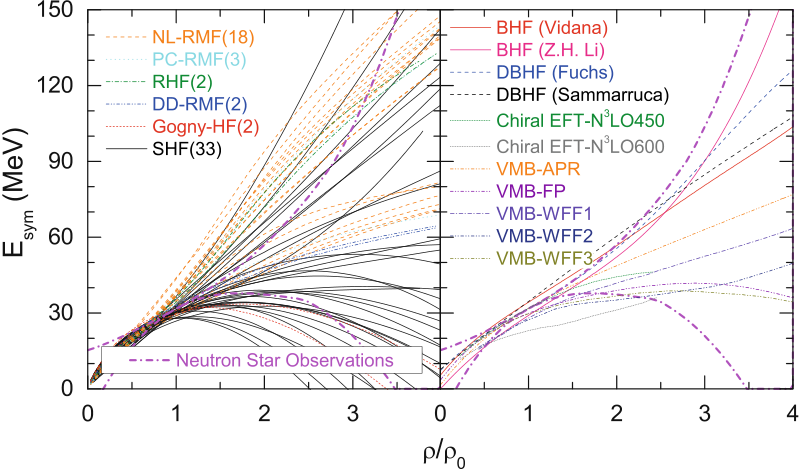 150
120
90
60
30
0
E_sym (MeV)
NL-RMF(18)
PC-RMF(3)
RHF(2)
DD-RMF(2)
Gogny-HF(2)
SHF(33)
Neutron Star Observations
BHF (Vidana)
BHF (Z.H. Li)
DBHF (Fuchs)
DBHF (Sammarruca)
Chiral EFT-N³LO450
Chiral EFT-N³LO600
VMB-APR
VMB-FP
VMB-WFF1
VMB-WFF2
VMB-WFF3
0 1 2 3 0 1 2 3 4
ρ/ρ₀